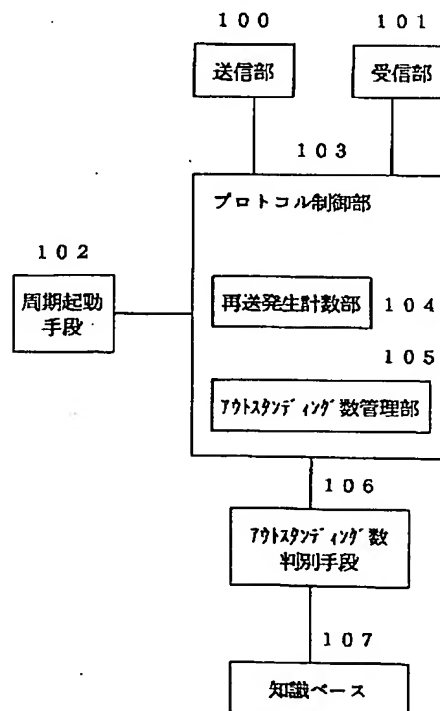 100
101
送信部
受信部
103
プロトコル制御部
102
周期起動
手段
再送発生計数部
104
105
アウトスタンディング数管理部
106
アウトスタンディング数
判別手段
107
知識ベース